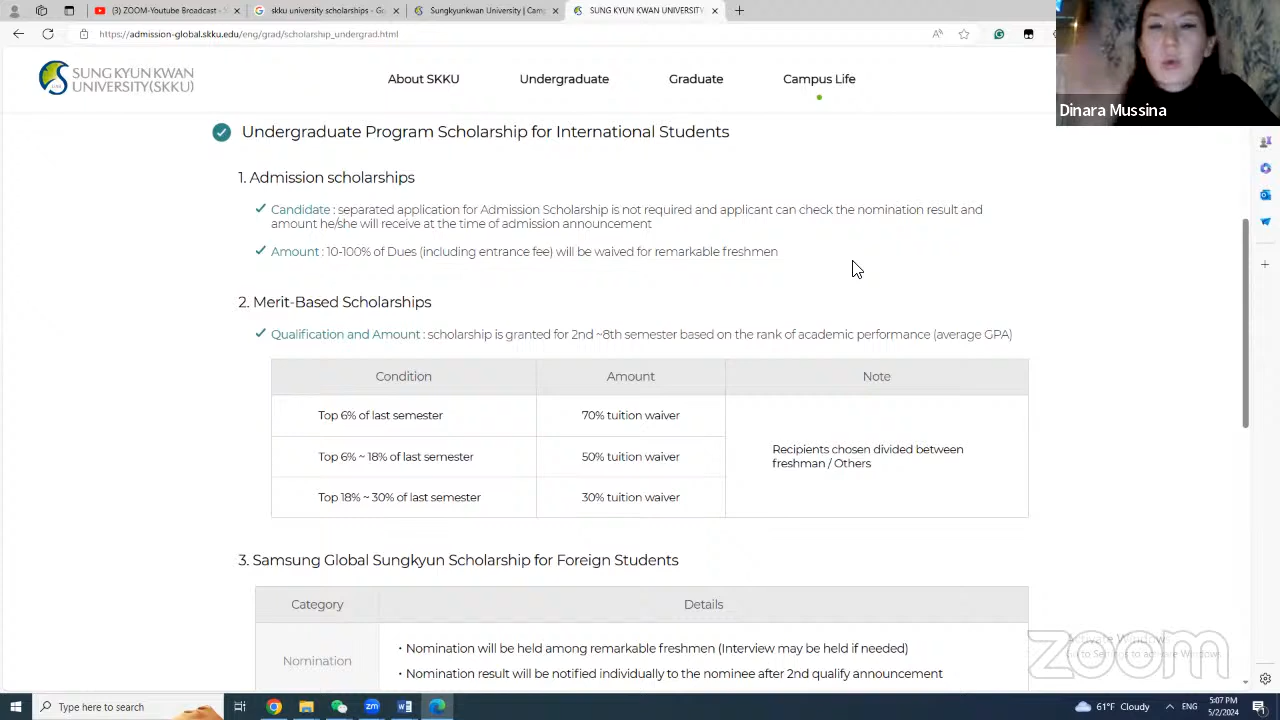 (3) ZOOM-Youtube Broadcast - S
skku university scholarships - Go
Sungkyunkwan University | Camp
SUNG KYUN KWAN UNIVERSITY
https://admission-global.skku.edu/eng/grad/scholarship_undergrad.html
SUNG KYUN KWAN
UNIVERSITY(SKKU)
About SKKU
Undergraduate
Graduate
Campus Life
Dinara Mussina
Undergraduate Program Scholarship for International Students
1. Admission scholarships
Candidate : separated application for Admission Scholarship is not required and applicant can check the nomination result and
amount he/she will receive at the time of admission announcement
Amount : 10-100% of Dues (including entrance fee) will be waived for remarkable freshmen
2. Merit-Based Scholarships
Qualification and Amount : scholarship is granted for 2nd ~8th semester based on the rank of academic performance (average GPA)
Condition
Amount
Note
Top 6% of last semester
70% tuition waiver
Top 6% ~ 18% of last semester
50% tuition waiver
Top 18% ~ 30% of last semester
30% tuition waiver
Recipients chosen divided between
freshman / Others
3. Samsung Global Sungkyun Scholarship for Foreign Students
Category
Details
Nomination
· Nomination will be held among remarkable freshmen (Interview may be held if needed)
· Nomination result will be notified individually to the nominee after 2nd qualify announcement
zoom
Type here to search
61°F Cloudy
ENG
5:07 PM
5/2/2024